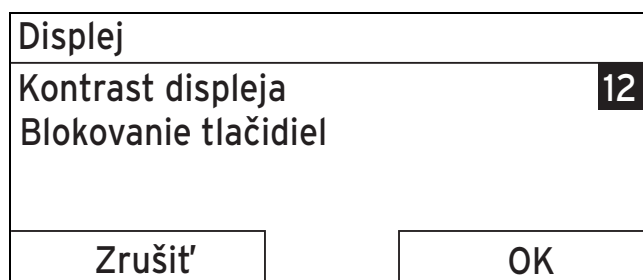 Displej
Kontrast displeja 12
Blokovanie tlačidiel
Zrušiť OK